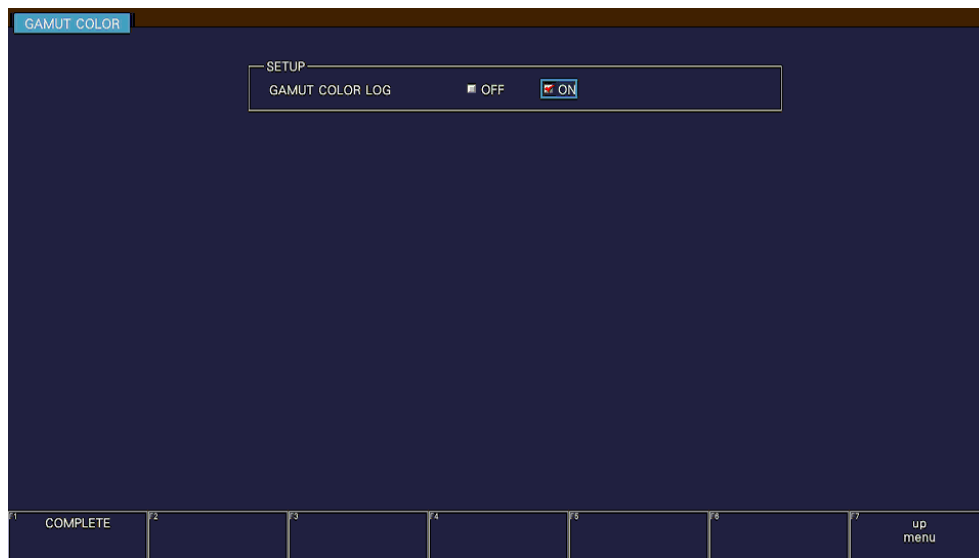 GAMUT COLOR
SETUP
GAMUT COLOR LOG OFF ON
F1 COMPLETE F2 F3 F4 F5 F6 F7 up
menu